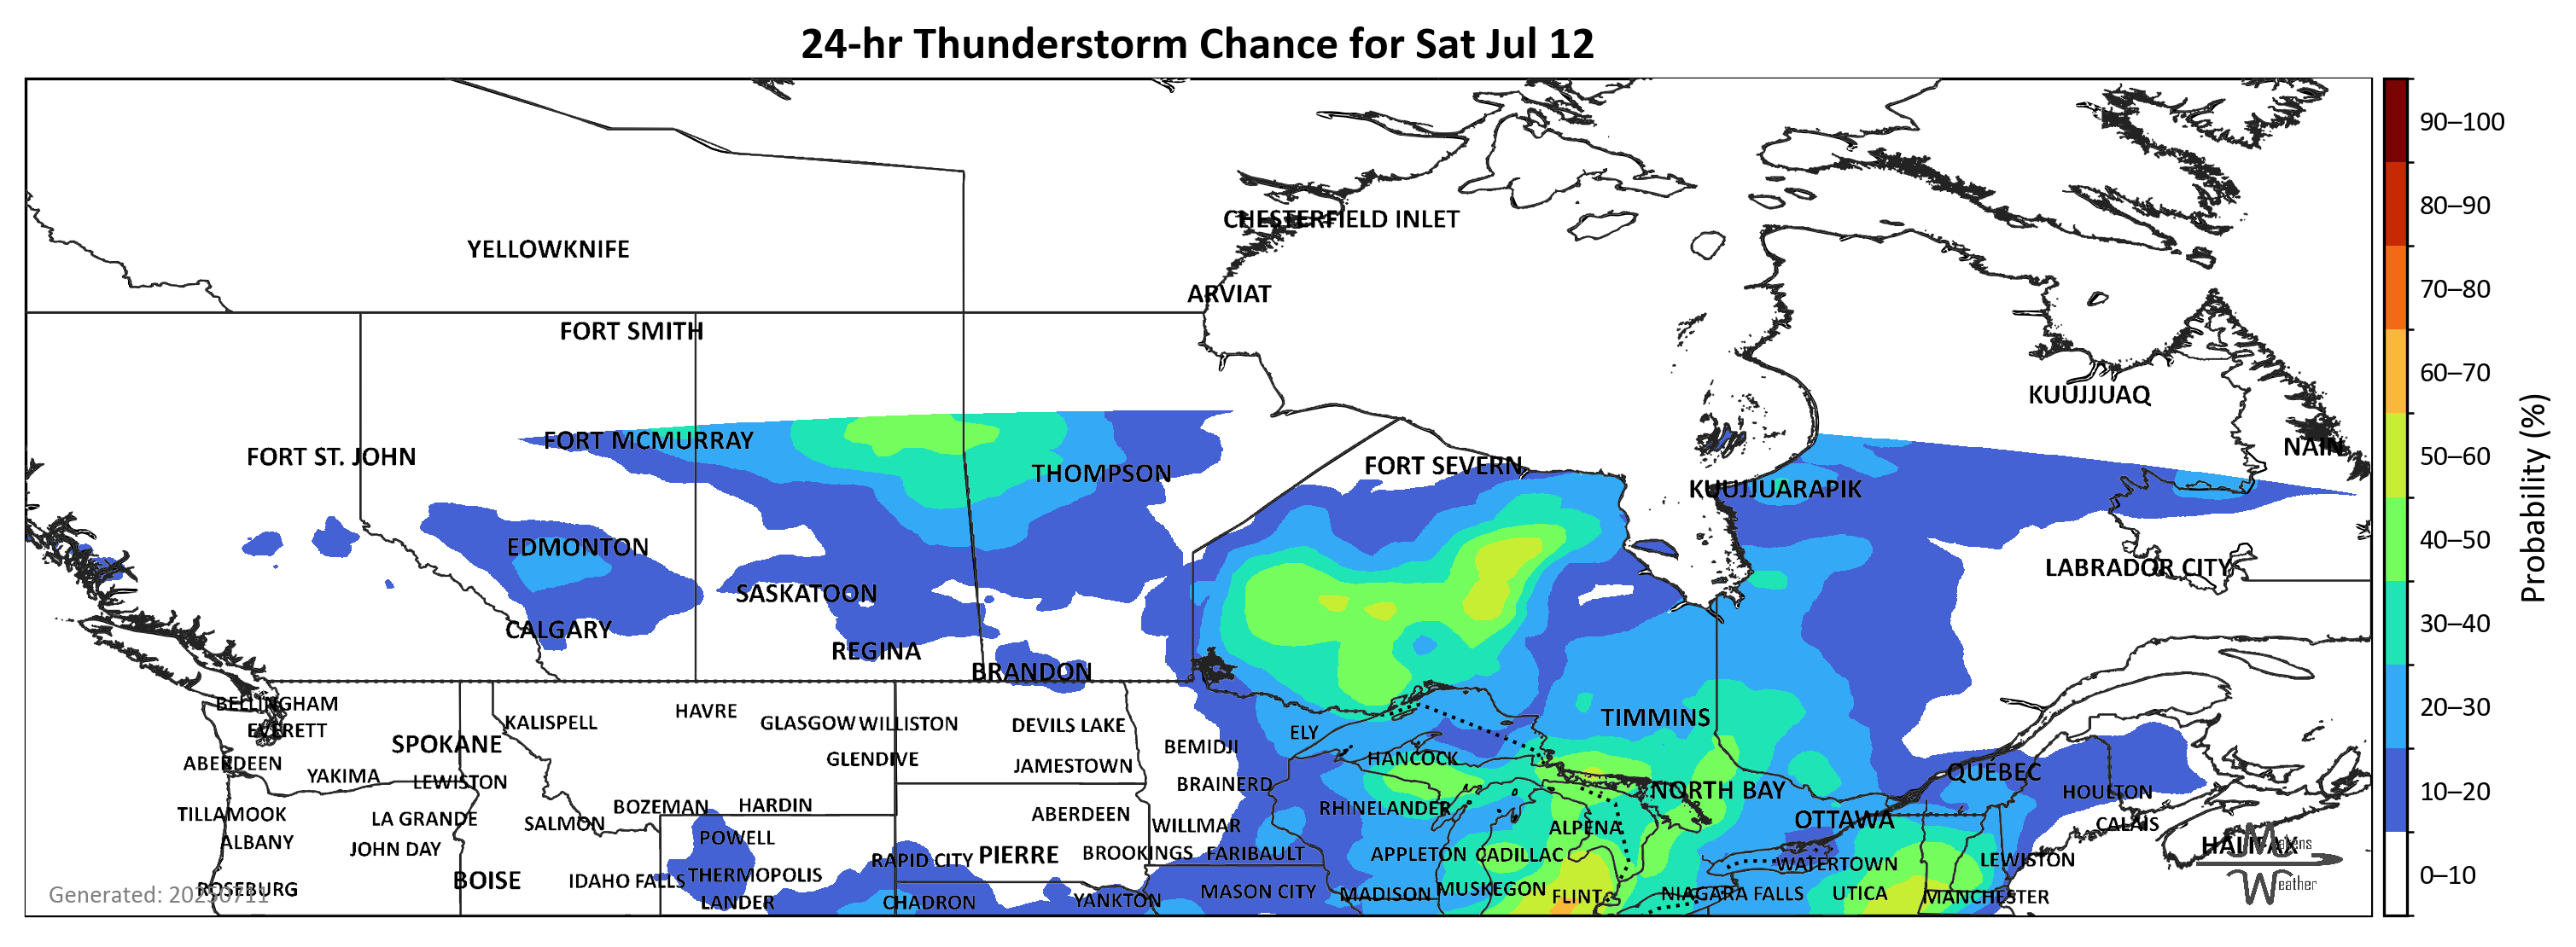 24-hr Thunderstorm Chance for Sat Jul 12
90–100
80–90
CHESTERFIELD INLET
YELLOWKNIFE
70–80
ARVIAT
FORT SMITH
60–70
KUUJJUAQ
FORT MCMURRAY
NAIN
50–60
FORT ST. JOHN
FORT SEVERN
THOMPSON
KUUJJUARAPIK
Probability (%)
40–50
EDMONTON
LABRADOR CITY
SASKATOON
30–40
CALGARY
REGINA
BRANDON
BELLINGHAM
20–30
HAVRE
TIMMINS
KALISPELL
GLASGOW WILLISTON
DEVILS LAKE
EVERETT
ELY
SPOKANE
BEMIDJI
GLENDIVE
HANCOCK
ABERDEEN
JAMESTOWN
QUEBEC
YAKIMA
LEWISTON
BRAINERD
NORTH BAY
HOULTON
10–20
BOZEMAN
HARDIN
RHINELANDER
TILLAMOOK
ABERDEEN
LA GRANDE
OTTAWA
SALMON
WILLMAR
CALAIS
ALPENA
POWELL
ALBANY
HALIFAX
Makens
JOHN DAY
BROOKINGS
FARIBAULT
APPLETON
CADILLAC
PIERRE
RAPID CITY
LEWISTON
WATERTOWN
THERMOPOLIS
0–10
BOISE
IDAHO FALLS
Weather
ROSEBURG
MUSKEGON
MASON CITY
MADISON
NIAGARA FALLS
UTICA
Generated: 20250711
FLINT
MANCHESTER
YANKTON
LANDER
CHADRON